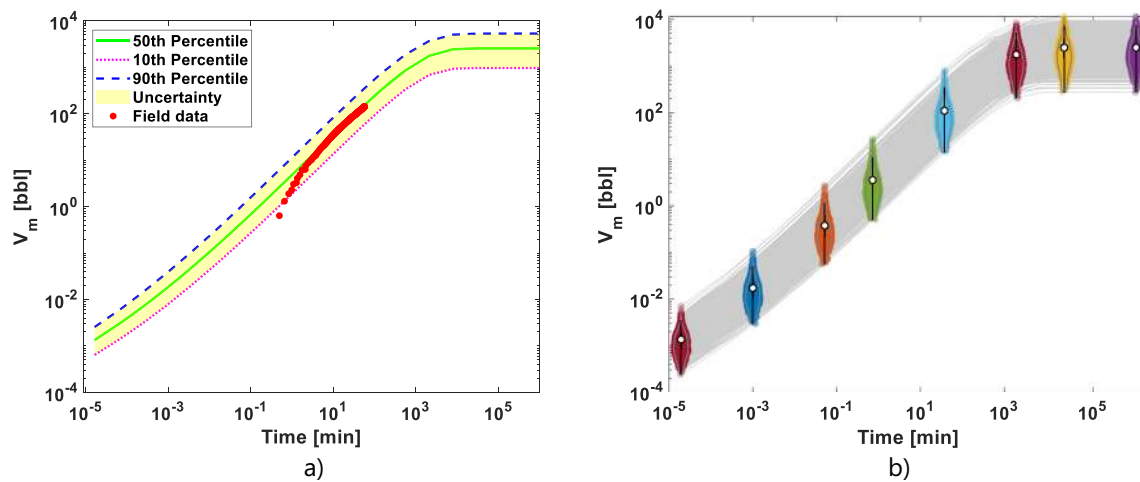 10^4
10^2
10^0
10^-2
10^-4
V_m [bbl]
50th Percentile
10th Percentile
90th Percentile
Uncertainty
Field data
10^-5 10^-3 10^-1 10^1 10^3 10^5
Time [min]
a)
10^4
10^2
10^0
10^-2
10^-4
V_m [bbl]
10^-5 10^-3 10^-1 10^1 10^3 10^5
Time [min]
b)